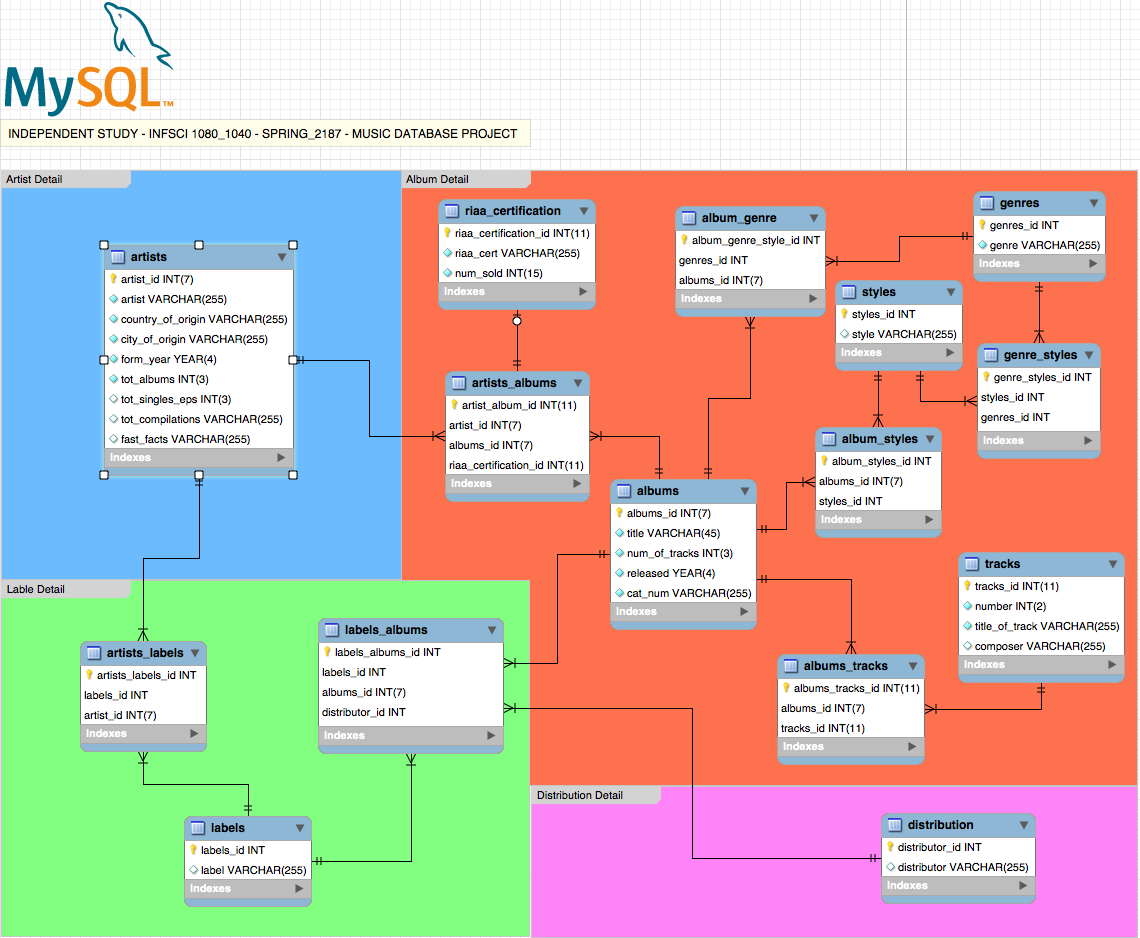 MySQL™
INDEPENDENT STUDY - INFSCI 1080_1040 - SPRING_2187 - MUSIC DATABASE PROJECT
Artist Detail
artists
artist_id INT(7)
artist VARCHAR(255)
country_of_origin VARCHAR(255)
city_of_origin VARCHAR(255)
form_year YEAR(4)
tot_albums INT(3)
tot_singles_eps INT(3)
tot_compilations VARCHAR(255)
fast_facts VARCHAR(255)
Indexes
Album Detail
riaa_certification
riaa_certification_id INT(11)
riaa_cert VARCHAR(255)
num_sold INT(15)
Indexes
album_genre
album_genre_style_id INT
genres_id INT
albums_id INT(7)
Indexes
genres
genres_id INT
genre VARCHAR(255)
Indexes
styles
styles_id INT
style VARCHAR(255)
Indexes
genre_styles
genre_styles_id INT
styles_id INT
genres_id INT
Indexes
artists_albums
artist_album_id INT(11)
artist_id INT(7)
albums_id INT(7)
riaa_certification_id INT(11)
Indexes
album_styles
album_styles_id INT
albums_id INT(7)
styles_id INT
Indexes
albums
albums_id INT(7)
title VARCHAR(45)
num_of_tracks INT(3)
released YEAR(4)
cat_num VARCHAR(255)
Indexes
tracks
tracks_id INT(11)
number INT(2)
title_of_track VARCHAR(255)
composer VARCHAR(255)
Indexes
albums_tracks
albums_tracks_id INT(11)
albums_id INT(7)
tracks_id INT(11)
Indexes
Lable Detail
artists_labels
artists_labels_id INT
labels_id INT
artist_id INT(7)
Indexes
labels_albums
labels_albums_id INT
labels_id INT
albums_id INT(7)
distributor_id INT
Indexes
labels
labels_id INT
label VARCHAR(255)
Indexes
Distribution Detail
distribution
distributor_id INT
distributor VARCHAR(255)
Indexes